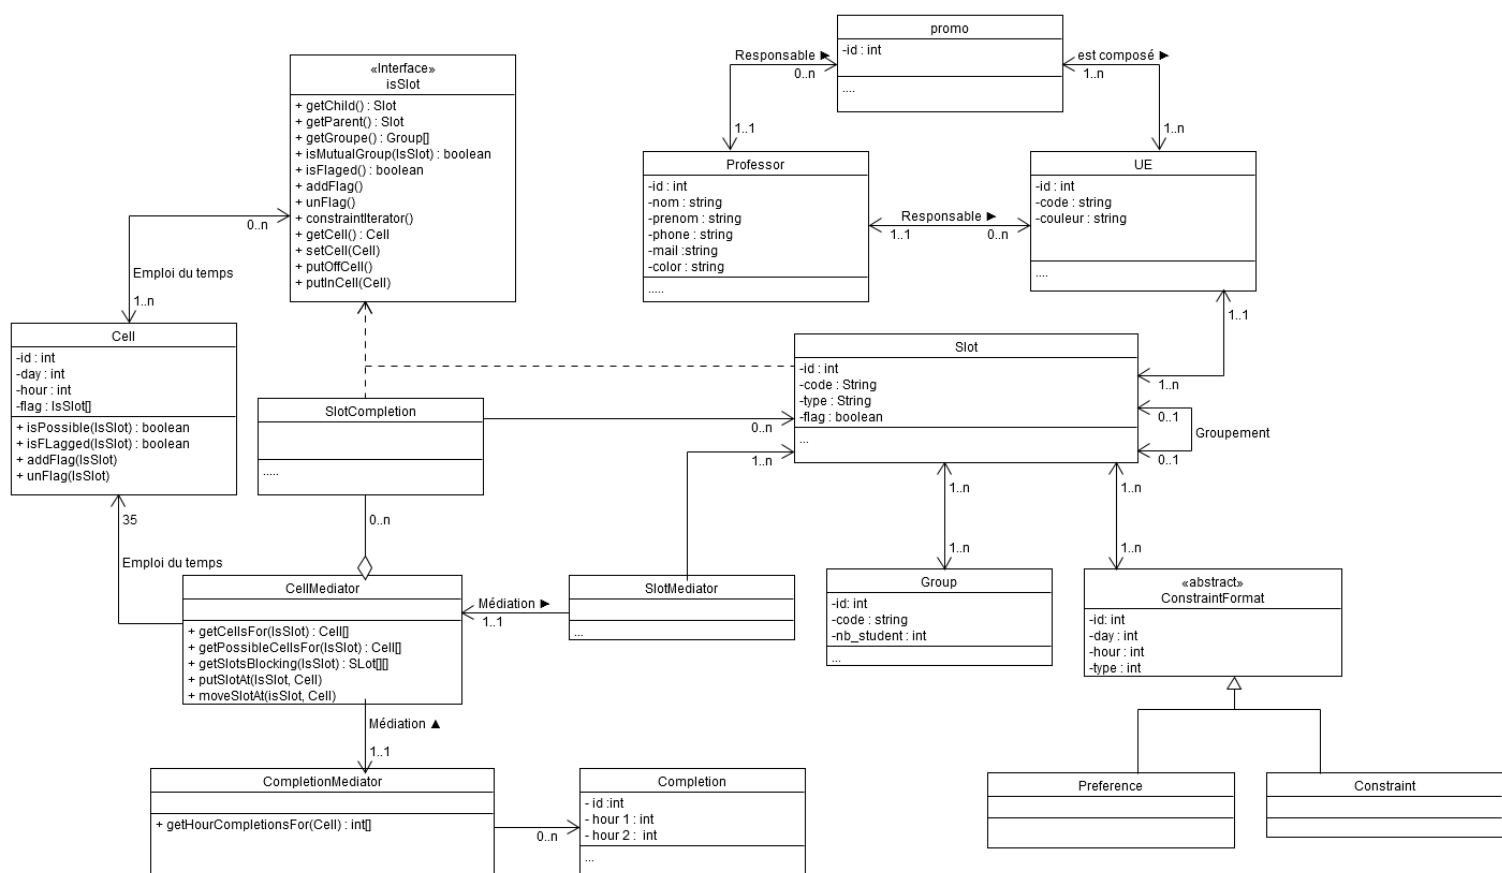 promo
-id : int
....
Responsable ►
0..n
1..1
est composé ►
1..n
1..n
«Interface»
isSlot
+ getChild() : Slot
+ getParent() : Slot
+ getGroupe() : Group[]
+ isMutualGroup(IsSlot) : boolean
+ isFlaged() : boolean
+ addFlag()
+ unFlag()
+ constraintIterator()
+ getCell() : Cell
+ setCell(Cell)
+ putOffCell()
+ putInCell(Cell)
Professor
-id : int
-nom : string
-prenom : string
-phone : string
-mail :string
-color : string
.....
Responsable ►
1..1
0..n
UE
-id : int
-code : string
-couleur : string
....
0..n
Emploi du temps
1..n
Cell
-id : int
-day : int
-hour : int
-flag : IsSlot[]
+ isPossible(IsSlot) : boolean
+ isFLagged(IsSlot) : boolean
+ addFlag(IsSlot)
+ unFlag(IsSlot)
SlotCompletion
.....
0..n
Slot
-id : int
-code : String
-type : String
-flag : boolean
...
1..1
1..n
0..1
Groupement
0..1
1..n
35
Emploi du temps
0..n
1..n
1..n
1..n
1..n
CellMediator
+ getCellsFor(IsSlot) : Cell[]
+ getPossibleCellsFor(IsSlot) : Cell[]
+ getSlotsBlocking(IsSlot) : SLot[][]
+ putSlotAt(IsSlot, Cell)
+ moveSlotAt(isSlot, Cell)
Médiation ►
1..1
SlotMediator
...
Group
-id: int
-code : string
-nb_student : int
...
«abstract»
ConstraintFormat
-id: int
-day : int
-hour : int
-type : int
Médiation ▲
1..1
CompletionMediator
+ getHourCompletionsFor(Cell) : int[]
0..n
Completion
- id :int
- hour 1 : int
- hour 2 : int
...
Preference
Constraint